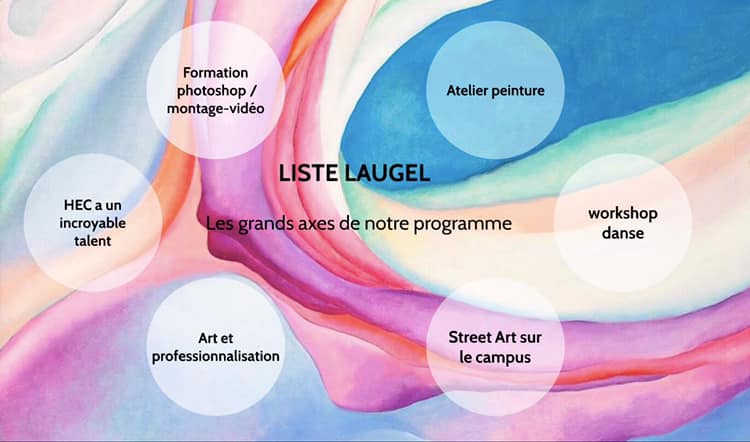 Formation
photoshop /
montage-vidéo
Atelier peinture
LISTE LAUGEL
Les grands axes de notre programme
HEC a un
incroyable
talent
workshop
danse
Art et
professionnalisation
Street Art sur
le campus